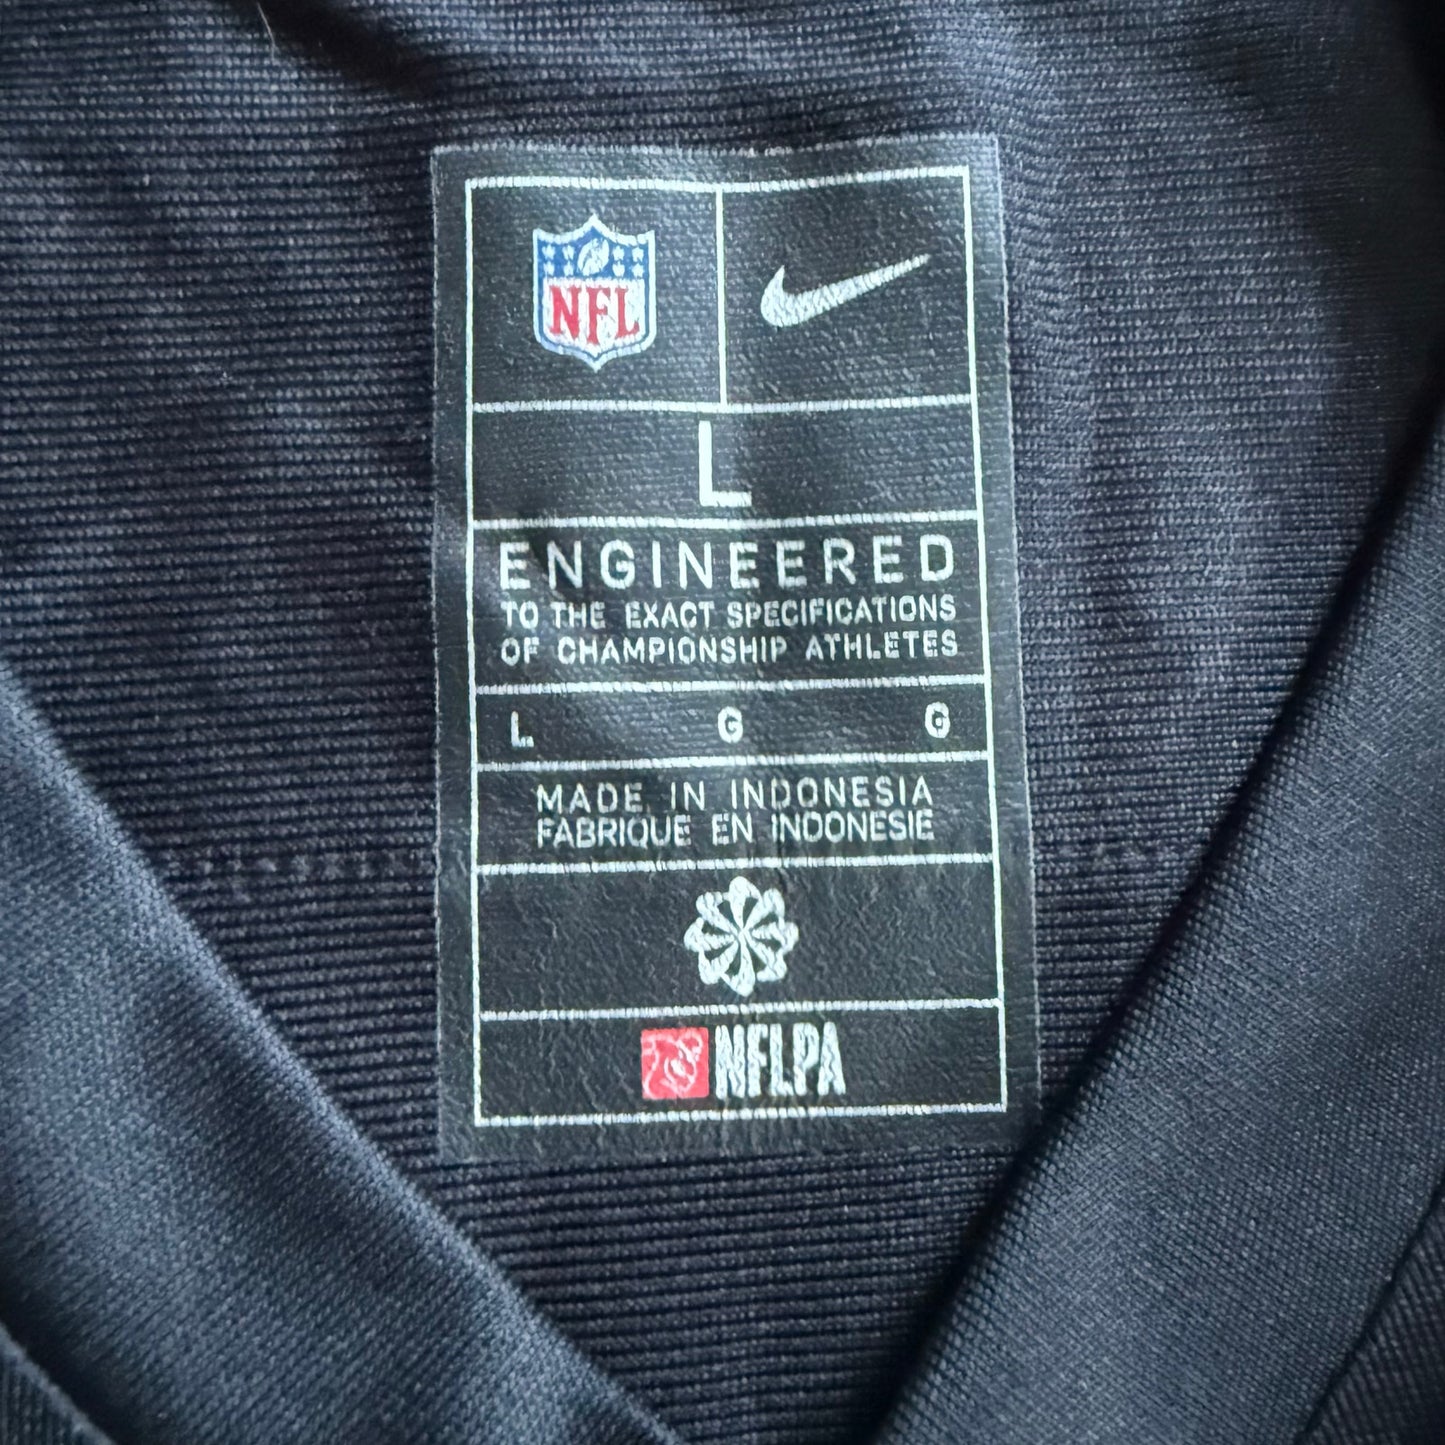 NFL
L
ENGINEERED
TO THE EXACT SPECIFICATIONS
OF CHAMPIONSHIP ATHLETES
L G G
MADE IN INDONESIA
FABRIQUE EN INDONESIE
NFLPA